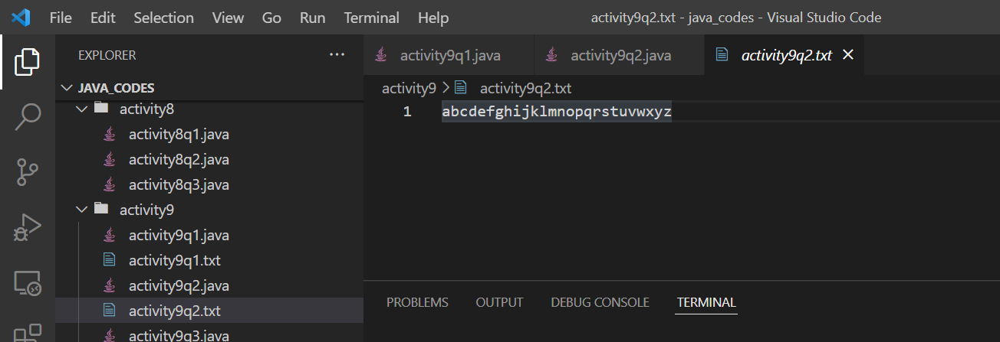 File Edit Selection View Go Run Terminal Help activity9q2.txt - java_codes - Visual Studio Code
EXPLORER ···
JAVA_CODES
activity8
activity8q1.java
activity8q2.java
activity8q3.java
activity9
activity9q1.java
activity9q1.txt
activity9q2.java
activity9q2.txt
activity9q3.java
activity9q1.java activity9q2.java activity9q2.txt
activity9 > activity9q2.txt
1 abcdefghijklmnopqrstuvwxyz
PROBLEMS OUTPUT DEBUG CONSOLE TERMINAL